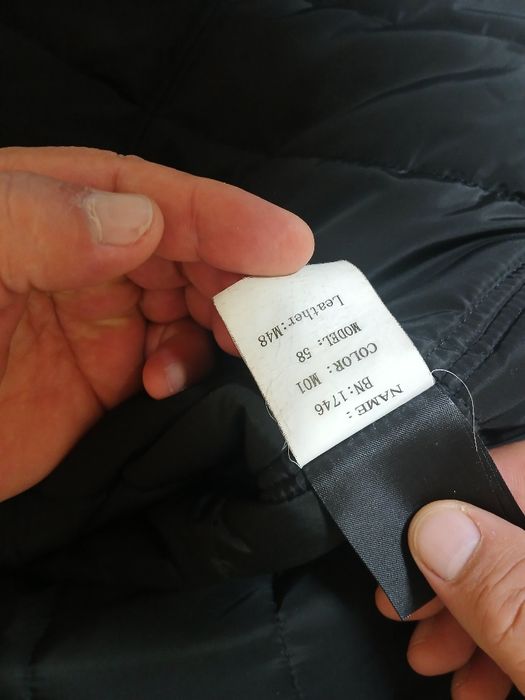 NAME:
BN:1746
COLOR: M01
MODEL: 58
Leather:M48